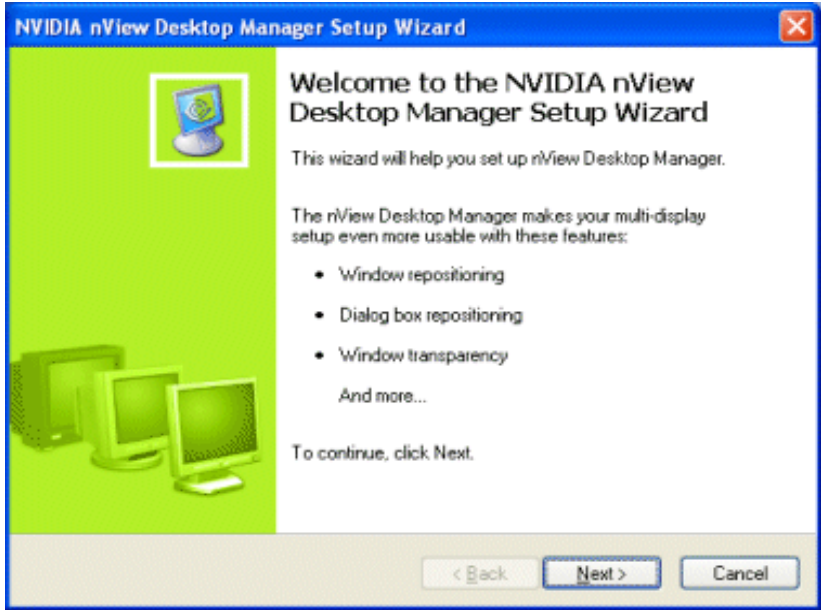 NVIDIA nView Desktop Manager Setup Wizard
Welcome to the NVIDIA nView
Desktop Manager Setup Wizard
This wizard will help you set up nView Desktop Manager.
The nView Desktop Manager makes your multi-display
setup even more usable with these features:
• Window repositioning
• Dialog box repositioning
• Window transparency
And more...
To continue, click Next.
< Back
Next >
Cancel